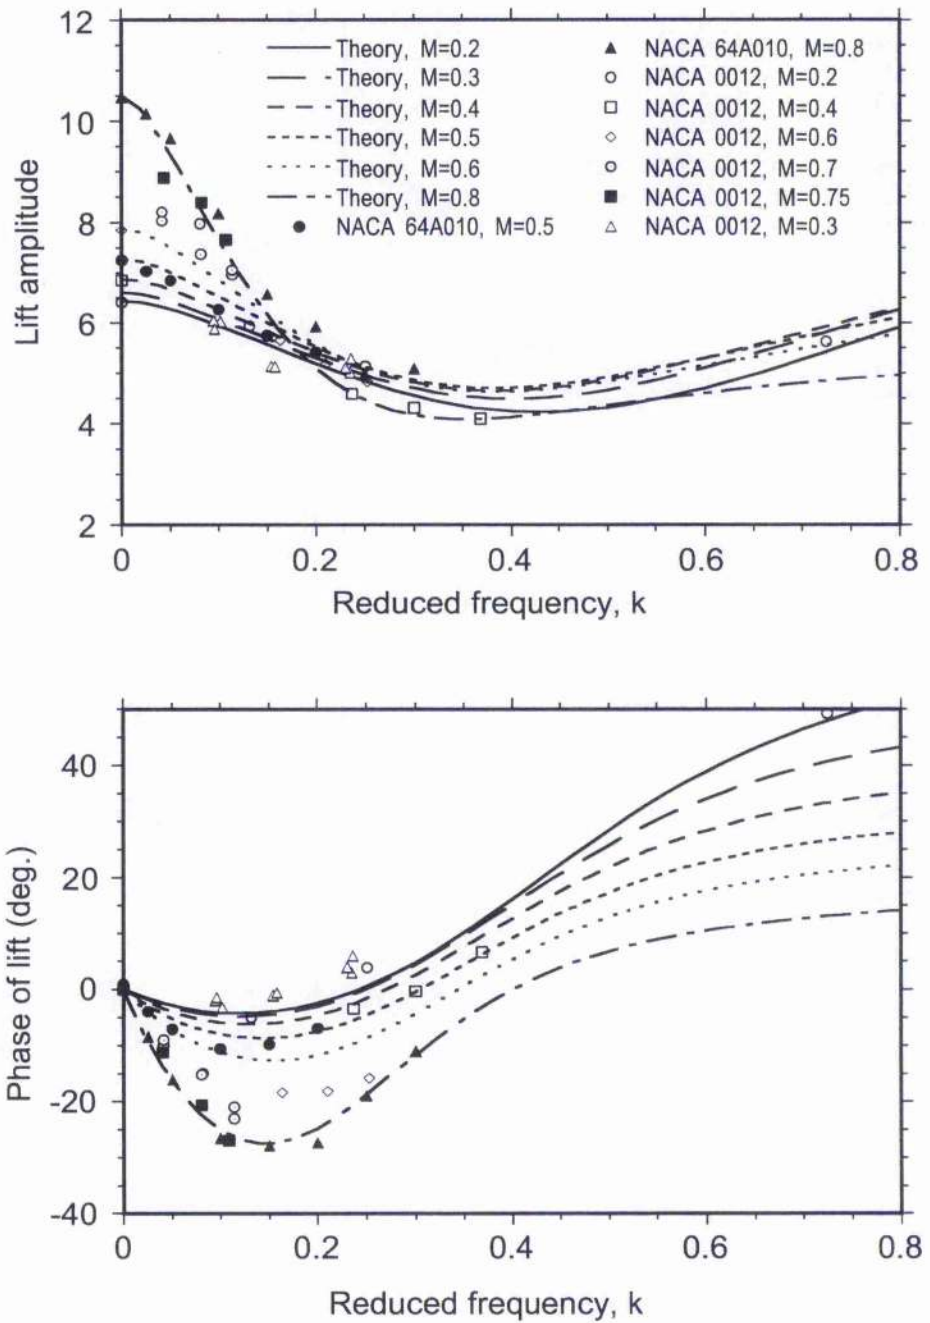 12
10
8
6
4
2
Lift amplitude
Theory, M=0.2
Theory, M=0.3
Theory, M=0.4
Theory, M=0.5
Theory, M=0.6
Theory, M=0.8
NACA 64A010, M=0.5
NACA 64A010, M=0.8
NACA 0012, M=0.2
NACA 0012, M=0.4
NACA 0012, M=0.6
NACA 0012, M=0.7
NACA 0012, M=0.75
NACA 0012, M=0.3
0 0.2 0.4 0.6 0.8
Reduced frequency, k
40
20
0
-20
-40
Phase of lift (deg.)
0 0.2 0.4 0.6 0.8
Reduced frequency, k